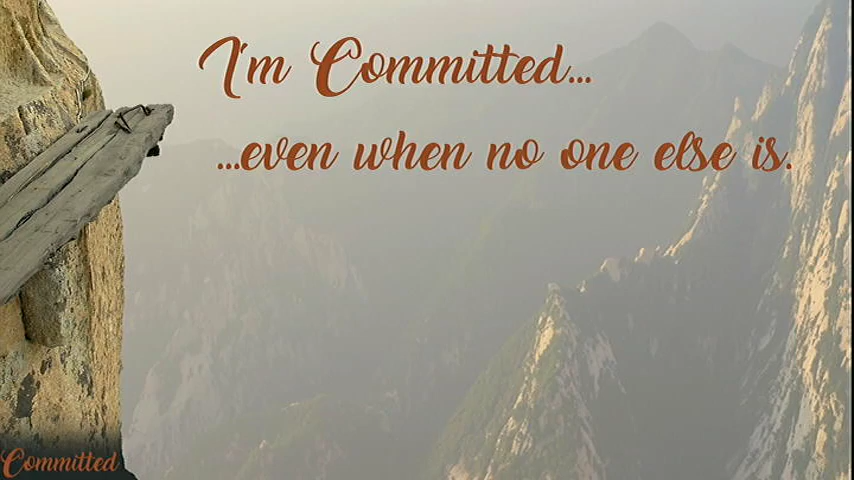 I'm Committed...
...even when no one else is.
Committed